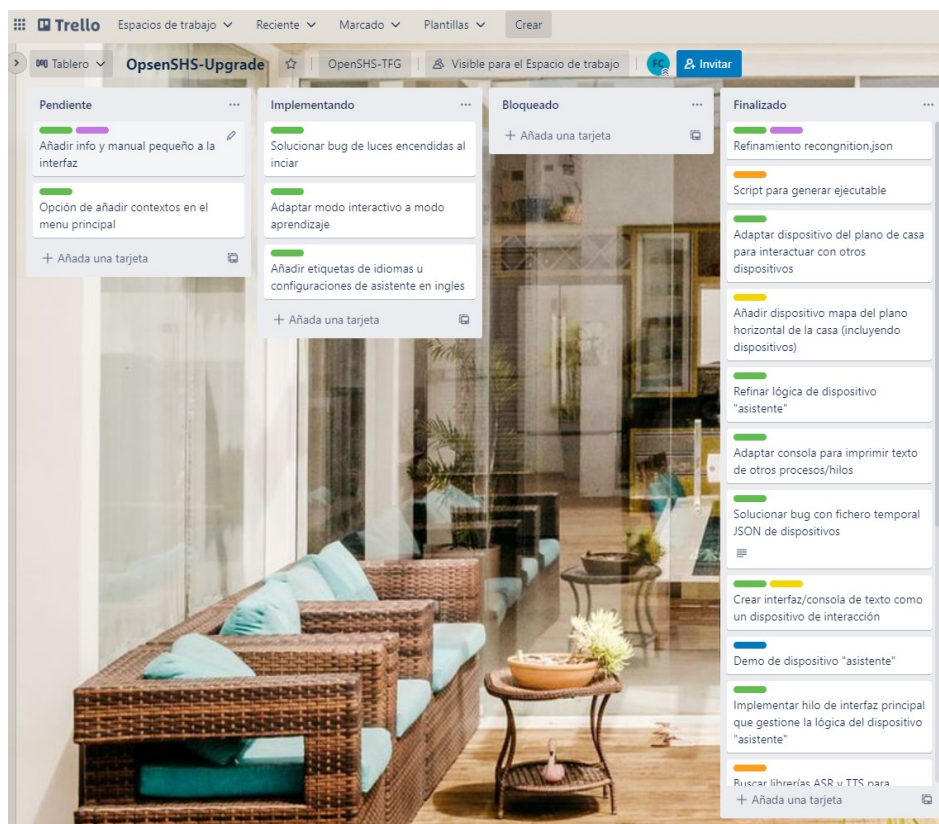 Trello
Espacios de trabajo
Reciente
Marcado
Plantillas
Crear
Tablero
OpsenSHS-Upgrade
OpenSHS-TFG
Visible para el Espacio de trabajo
FC
Invitar
Pendiente
Añadir info y manual pequeño a la
interfaz
Opción de añadir contextos en el
menu principal
+ Añada una tarjeta
Implementando
Solucionar bug de luces encendidas al
inciar
Adaptar modo interactivo a modo
aprendizaje
Añadir etiquetas de idiomas u
configuraciones de asistente en ingles
+ Añada una tarjeta
Bloqueado
+ Añada una tarjeta
Finalizado
Refinamiento recongnition.json
Script para generar ejecutable
Adaptar dispositivo del plano de casa
para interactuar con otros
dispositivos
Añadir dispositivo mapa del plano
horizontal de la casa (incluyendo
dispositivos)
Refinar lógica de dispositivo
"asistente"
Adaptar consola para imprimir texto
de otros procesos/hilos
Solucionar bug con fichero temporal
JSON de dispositivos
Crear interfaz/consola de texto como
un dispositivo de interacción
Demo de dispositivo "asistente"
Implementar hilo de interfaz principal
que gestione la lógica del dispositivo
"asistente"
Buscar librerías ASR y TTS para
+ Añada una tarjeta